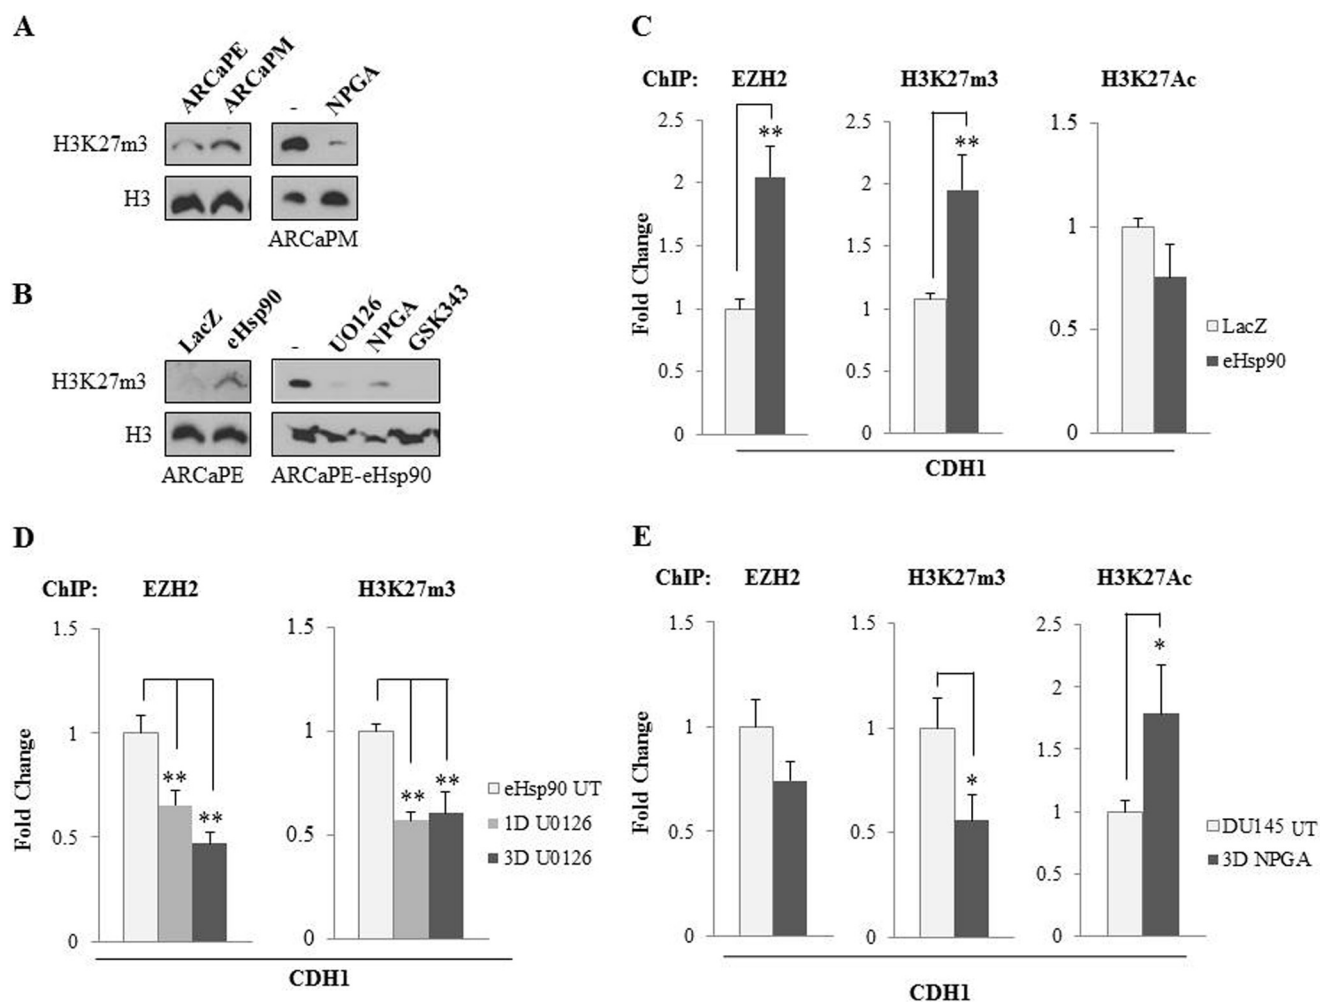 A
ARCaPE
ARCaPM
-
NPGA
H3K27m3
H3
ARCaPM
B
LacZ
eHsp90
-
UO126
NPGA
GSK343
H3K27m3
H3
ARCaPE
ARCaPE-eHsp90
C
ChIP:
EZH2
H3K27m3
H3K27Ac
Fold Change
2.5
2
1.5
1
0.5
0
**
2.5
2
1.5
1
0.5
0
**
1.5
1
0.5
0
LacZ
eHsp90
CDH1
D
ChIP:
EZH2
H3K27m3
Fold Change
1.5
1
0.5
0
**
**
1.5
1
0.5
0
**
**
eHsp90 UT
1D U0126
3D U0126
CDH1
E
ChIP:
EZH2
H3K27m3
H3K27Ac
Fold Change
1.5
1
0.5
0
1.5
1
0.5
0
*
2.5
2
1.5
1
0.5
0
*
DU145 UT
3D NPGA
CDH1